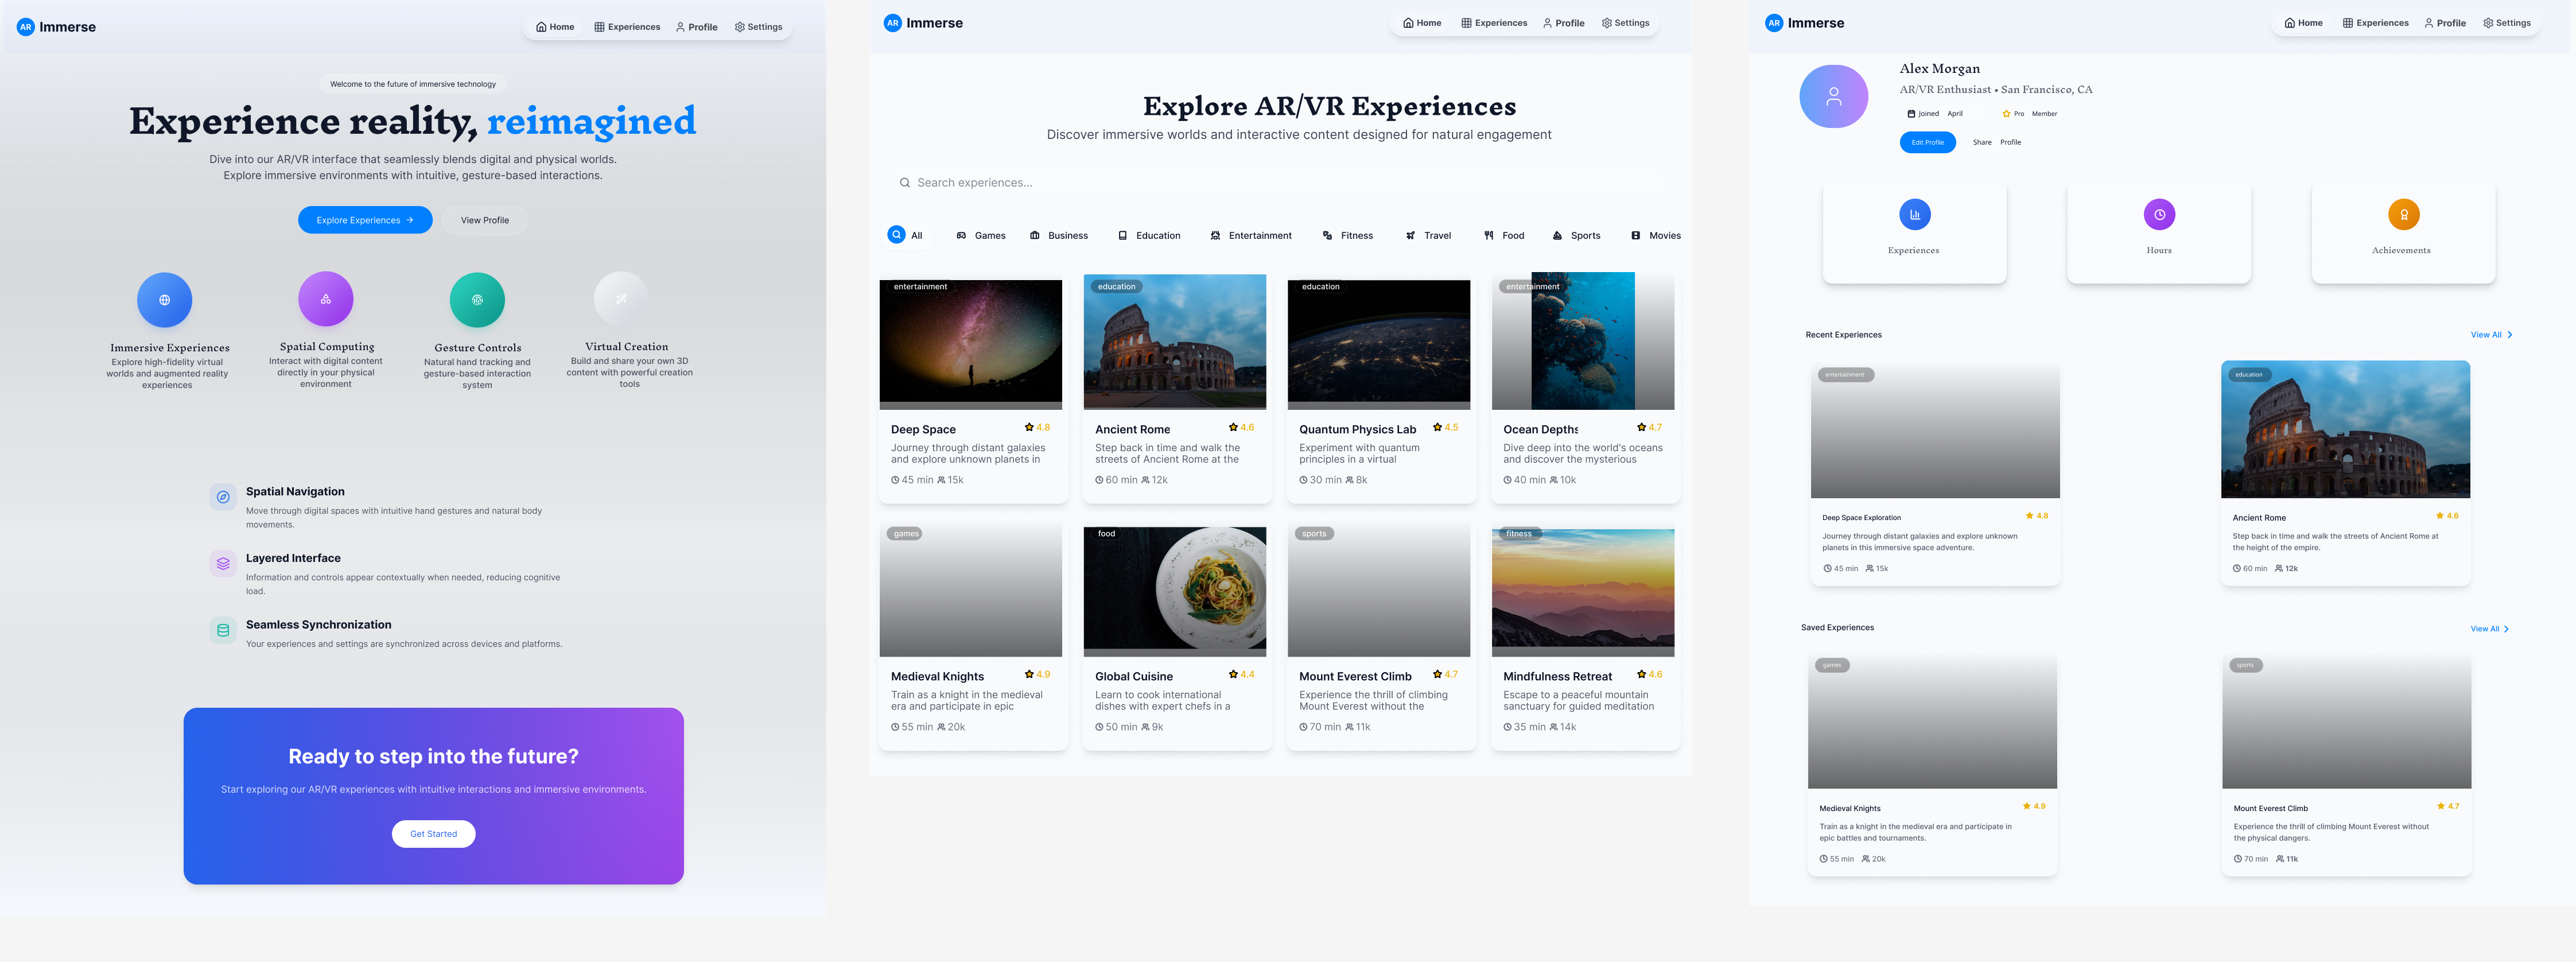 AR Immerse
Home Experiences Profile Settings
Welcome to the future of immersive technology
Experience reality, reimagined
Dive into our AR/VR interface that seamlessly blends digital and physical worlds.
Explore immersive environments with intuitive, gesture-based interactions.
Explore Experiences
View Profile
Immersive Experiences
Explore high-fidelity virtual
worlds and augmented reality
experiences
Spatial Computing
Interact with digital content
directly in your physical
environment
Gesture Controls
Natural hand tracking and
gesture-based interaction
system
Virtual Creation
Build and share your own 3D
content with powerful creation
tools
Spatial Navigation
Move through digital spaces with intuitive hand gestures and natural body
movements.
Layered Interface
Information and controls appear contextually when needed, reducing cognitive
load.
Seamless Synchronization
Your experiences and settings are synchronized across devices and platforms.
Ready to step into the future?
Start exploring our AR/VR experiences with intuitive interactions and immersive environments.
Get Started
AR Immerse
Home Experiences Profile Settings
Explore AR/VR Experiences
Discover immersive worlds and interactive content designed for natural engagement
Search experiences...
All Games Business Education Entertainment Fitness Travel Food Sports Movies
entertainment
Deep Space 4.8
Journey through distant galaxies
and explore unknown planets in
45 min 15k
education
Ancient Rome 4.6
Step back in time and walk the
streets of Ancient Rome at the
60 min 12k
education
Quantum Physics Lab 4.5
Experiment with quantum
principles in a virtual
30 min 8k
entertainment
Ocean Depths 4.7
Dive deep into the world's oceans
and discover the mysterious
40 min 10k
games
Medieval Knights 4.9
Train as a knight in the medieval
era and participate in epic
55 min 20k
food
Global Cuisine 4.4
Learn to cook international
dishes with expert chefs in a
50 min 9k
sports
Mount Everest Climb 4.7
Experience the thrill of climbing
Mount Everest without the
70 min 11k
fitness
Mindfulness Retreat 4.6
Escape to a peaceful mountain
sanctuary for guided meditation
35 min 14k
AR Immerse
Home Experiences Profile Settings
Alex Morgan
AR/VR Enthusiast • San Francisco, CA
Joined April Pro Member
Edit Profile Share Profile
Experiences
Hours
Achievements
Recent Experiences View All
entertainment
Deep Space Exploration 4.8
Journey through distant galaxies and explore unknown
planets in this immersive space adventure.
45 min 15k
education
Ancient Rome 4.6
Step back in time and walk the streets of Ancient Rome at
the height of the empire.
60 min 12k
Saved Experiences View All
games
Medieval Knights 4.9
Train as a knight in the medieval era and participate in
epic battles and tournaments.
55 min 20k
sports
Mount Everest Climb 4.7
Experience the thrill of climbing Mount Everest without
the physical dangers.
70 min 11k